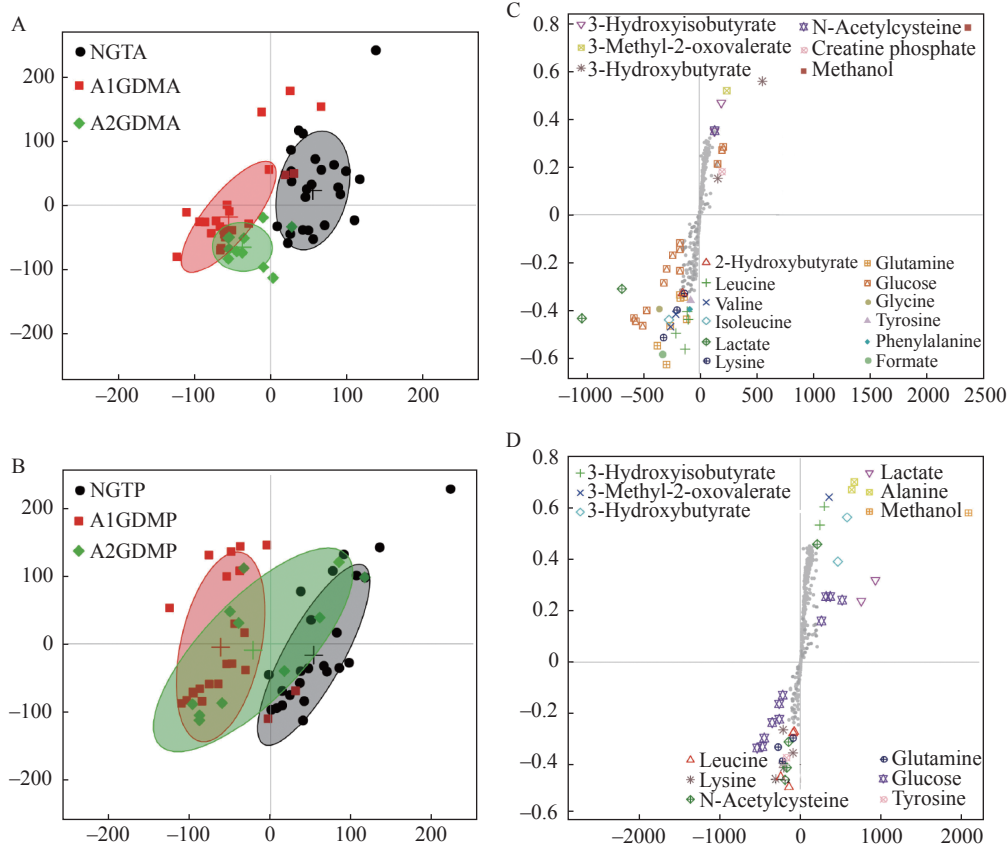 A
200
100
0
−100
−200
−200
−100
0
100
200
NGTA
A1GDMA
A2GDMA
C
0.8
0.6
0.4
0.2
0
−0.2
−0.4
−0.6
−1000
−500
0
500
1000
1500
2000
2500
3-Hydroxyisobutyrate
3-Methyl-2-oxovalerate
3-Hydroxybutyrate
N-Acetylcysteine
Creatine phosphate
Methanol
2-Hydroxybutyrate
Leucine
Valine
Isoleucine
Lactate
Lysine
Glutamine
Glucose
Glycine
Tyrosine
Phenylalanine
Formate
B
200
100
0
−100
−200
−200
−100
0
100
200
NGTP
A1GDMP
A2GDMP
D
0.8
0.6
0.4
0.2
0
−0.2
−0.4
−0.6
−2000
−1000
0
1000
2000
3-Hydroxyisobutyrate
3-Methyl-2-oxovalerate
3-Hydroxybutyrate
Lactate
Alanine
Methanol
Leucine
Lysine
N-Acetylcysteine
Glutamine
Glucose
Tyrosine